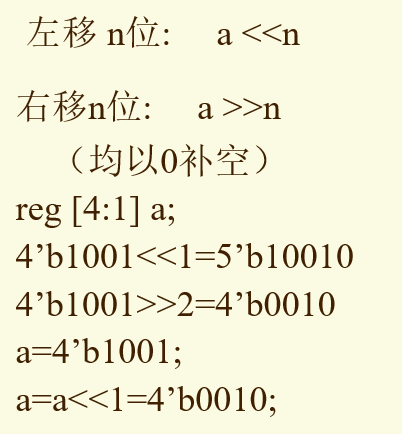 左移 n位: a <<n
右移n位: a >>n
（均以0补空）
reg [4:1] a;
4’b1001<<1=5’b10010
4’b1001>>2=4’b0010
a=4’b1001;
a=a<<1=4’b0010;